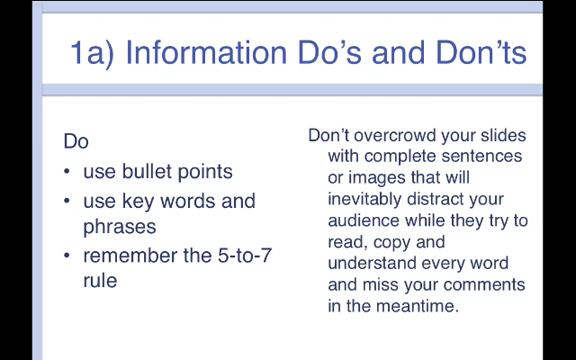 1a) Information Do's and Don'ts
Do
• use bullet points
• use key words and
phrases
• remember the 5-to-7
rule
Don't overcrowd your slides
with complete sentences
or images that will
inevitably distract your
audience while they try to
read, copy and
understand every word
and miss your comments
in the meantime.